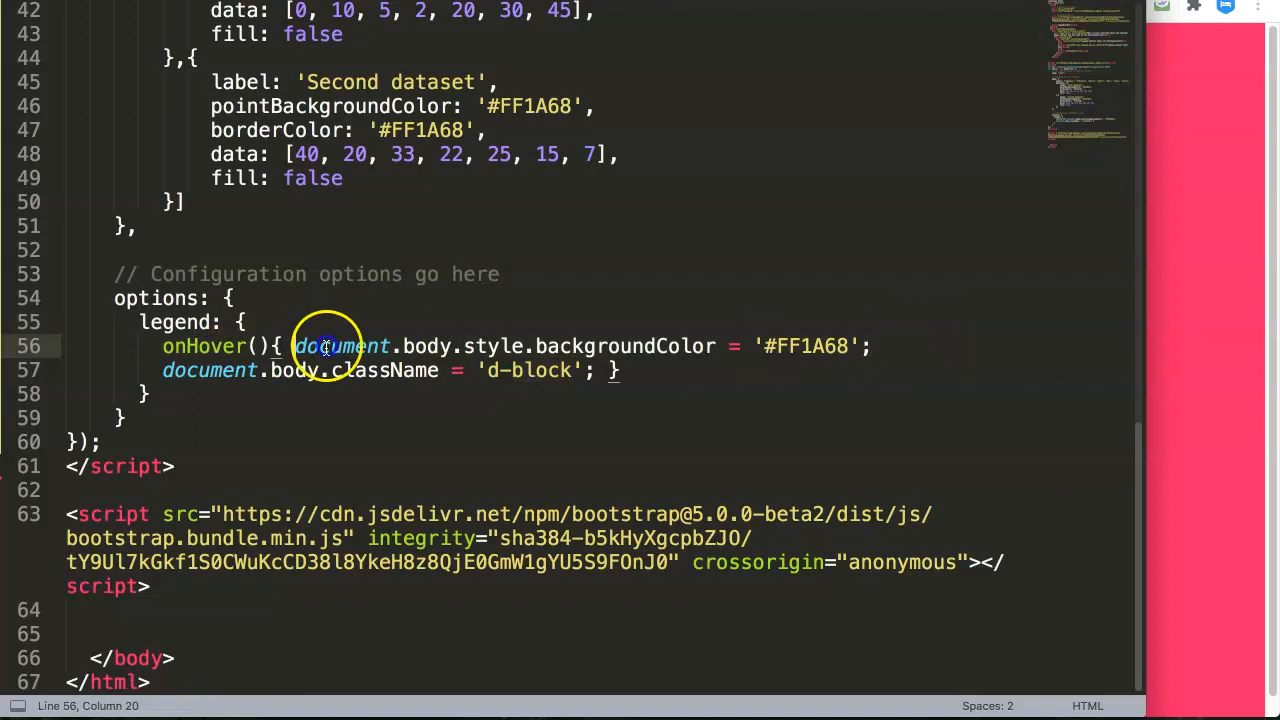 42 data: [0, 10, 5, 2, 20, 30, 45],
43 fill: false
44 },{
45 label: 'Second dataset',
46 pointBackgroundColor: '#FF1A68',
47 borderColor: '#FF1A68',
48 data: [40, 20, 33, 22, 25, 15, 7],
49 fill: false
50 }]
51 },
52
53 // Configuration options go here
54 options: {
55 legend: {
56 onHover(){ document.body.style.backgroundColor = '#FF1A68';
57 document.body.className = 'd-block'; }
58 }
59 }
60 });
61 </script>
62
63 <script src="https://cdn.jsdelivr.net/npm/bootstrap@5.0.0-beta2/dist/js/
bootstrap.bundle.min.js" integrity="sha384-b5kHyXgcpbZJO/
tY9Ul7kGkf1S0CWuKcCD38l8YkeH8z8QjE0GmW1gYU5S9FOnJ0" crossorigin="anonymous"></
script>
64
65
66 </body>
67 </html>
Line 56, Column 20 Spaces: 2 HTML